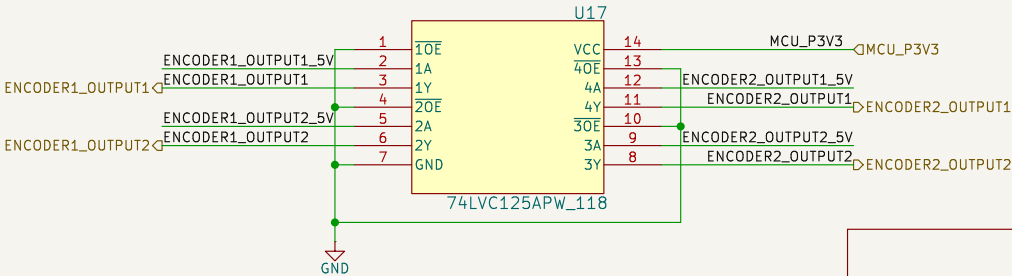 U17
1 1OE VCC 14 MCU_P3V3 MCU_P3V3
ENCODER1_OUTPUT1_5V 2 1A 4OE 13
ENCODER1_OUTPUT1 ENCODER1_OUTPUT1 3 1Y 4A 12 ENCODER2_OUTPUT1_5V
4 2OE 4Y 11 ENCODER2_OUTPUT1 ENCODER2_OUTPUT1
ENCODER1_OUTPUT2_5V 5 2A 3OE 10
ENCODER1_OUTPUT2 ENCODER1_OUTPUT2 6 2Y 3A 9 ENCODER2_OUTPUT2_5V
7 GND 3Y 8 ENCODER2_OUTPUT2 ENCODER2_OUTPUT2
74LVC125APW_118
GND